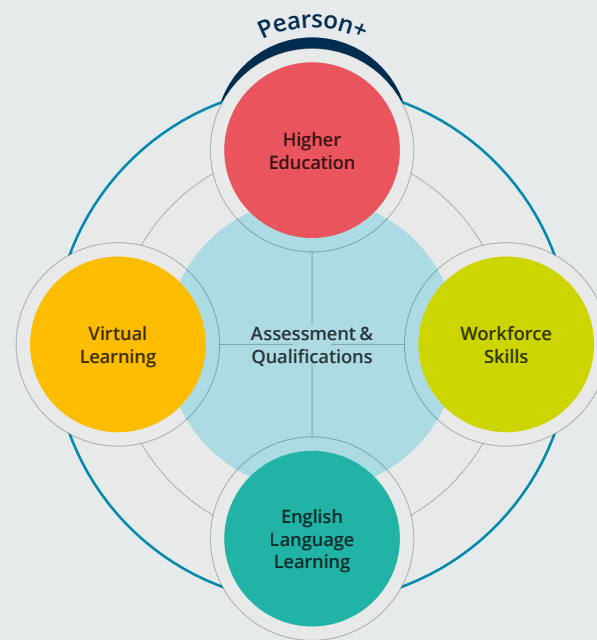 Pearson+
Higher
Education
Virtual
Learning
Assessment &
Qualifications
Workforce
Skills
English
Language
Learning